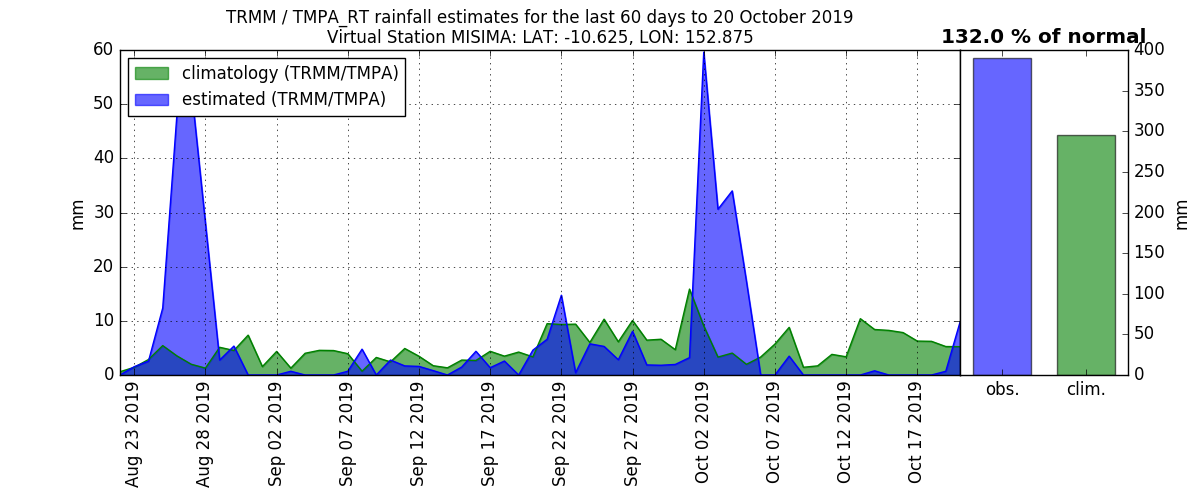 TRMM / TMPA_RT rainfall estimates for the last 60 days to 20 October 2019
Virtual Station MISIMA: LAT: -10.625, LON: 152.875
132.0 % of normal
climatology (TRMM/TMPA)
estimated (TRMM/TMPA)
60
50
40
30
20
10
0
mm
Aug 23 2019
Aug 28 2019
Sep 02 2019
Sep 07 2019
Sep 12 2019
Sep 17 2019
Sep 22 2019
Sep 27 2019
Oct 02 2019
Oct 07 2019
Oct 12 2019
Oct 17 2019
obs.
clim.
400
350
300
250
200
150
100
50
0
mm